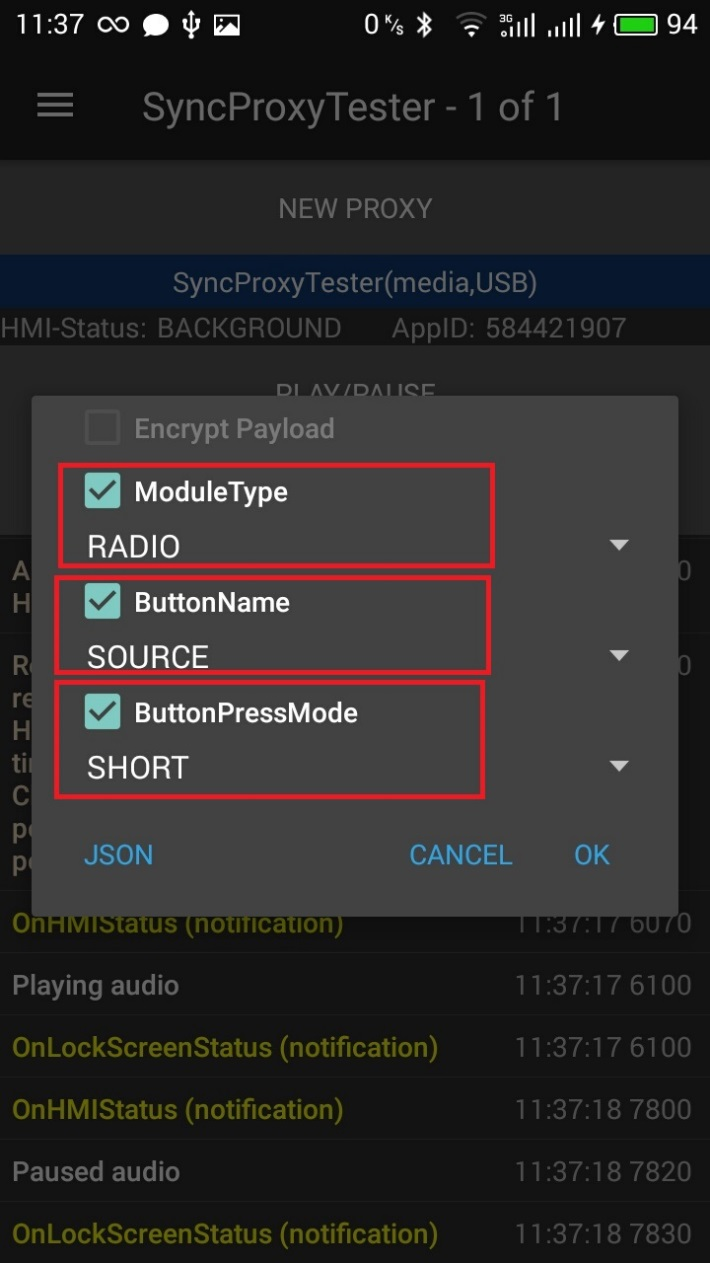 11:37 0 K/s 3G 94
SyncProxyTester - 1 of 1
NEW PROXY
SyncProxyTester(media,USB)
HMI-Status: BACKGROUND AppID: 584421907
PLAY/PAUSE
Encrypt Payload
ModuleType
RADIO
ButtonName
SOURCE
ButtonPressMode
SHORT
JSON CANCEL OK
OnHMIStatus (notification) 11:37:17 6070
Playing audio 11:37:17 6100
OnLockScreenStatus (notification) 11:37:17 6100
OnHMIStatus (notification) 11:37:18 7800
Paused audio 11:37:18 7820
OnLockScreenStatus (notification) 11:37:18 7830